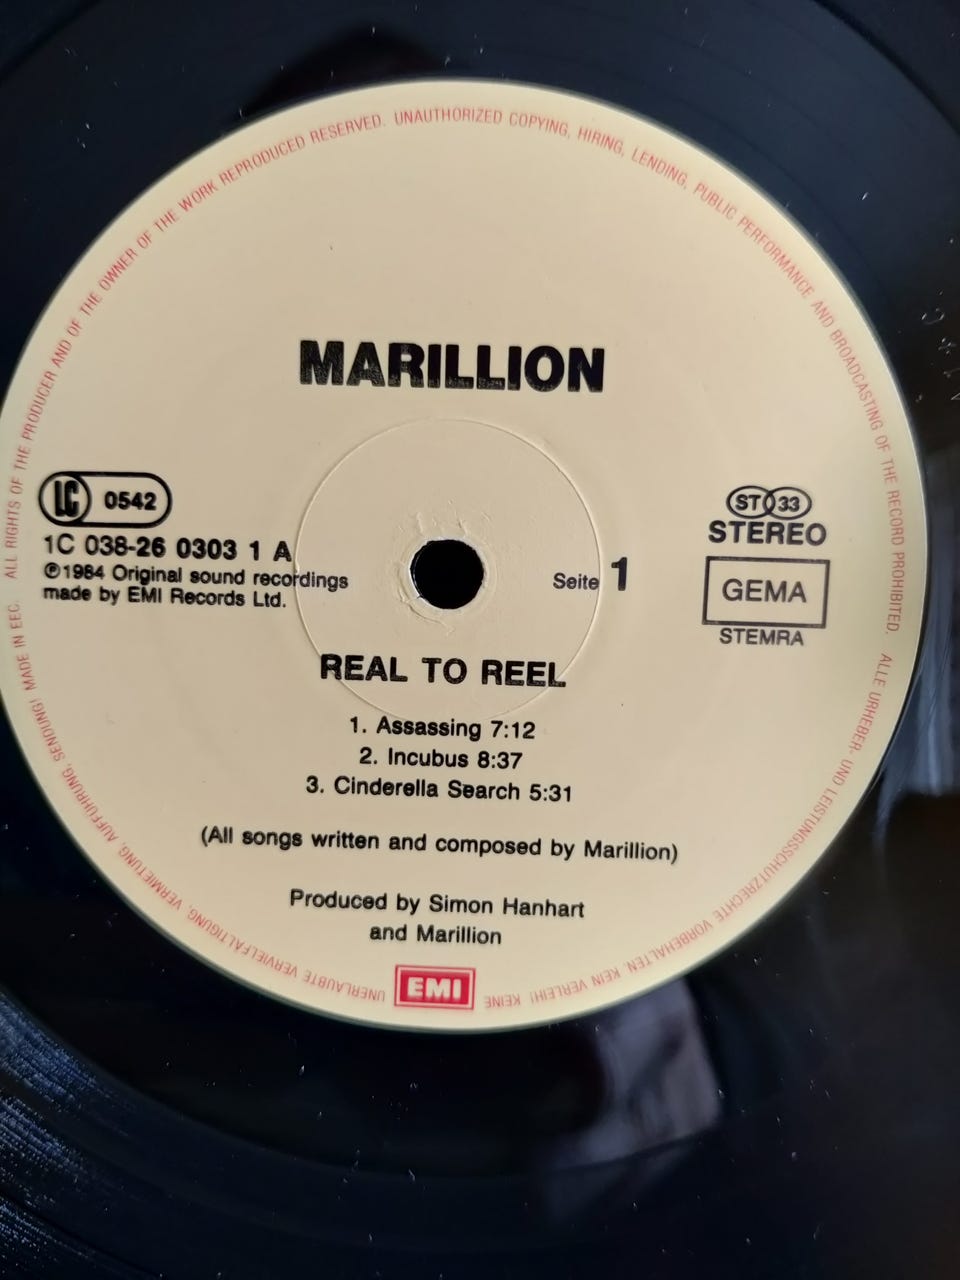 ALL RIGHTS OF THE PRODUCER AND OF THE OWNER OF THE WORK REPRODUCED RESERVED. UNAUTHORIZED COPYING, HIRING, LENDING, PUBLIC PERFORMANCE AND BROADCASTING OF THE RECORD PROHIBITED.
ALLE URHEBER- UND LEISTUNGSSCHUTZRECHTE VORBEHALTEN. KEIN VERLEIH! KEINE UNERLAUBTE VERVIELFÄLTIGUNG, VERMIETUNG, AUFFÜHRUNG, SENDUNG! MADE IN EEC.
MARILLION
LC 0542
1C 038-26 0303 1 A
℗1984 Original sound recordings
made by EMI Records Ltd.
Seite 1
ST 33
STEREO
GEMA
STEMRA
REAL TO REEL
1. Assassing 7:12
2. Incubus 8:37
3. Cinderella Search 5:31
(All songs written and composed by Marillion)
Produced by Simon Hanhart
and Marillion
EMI